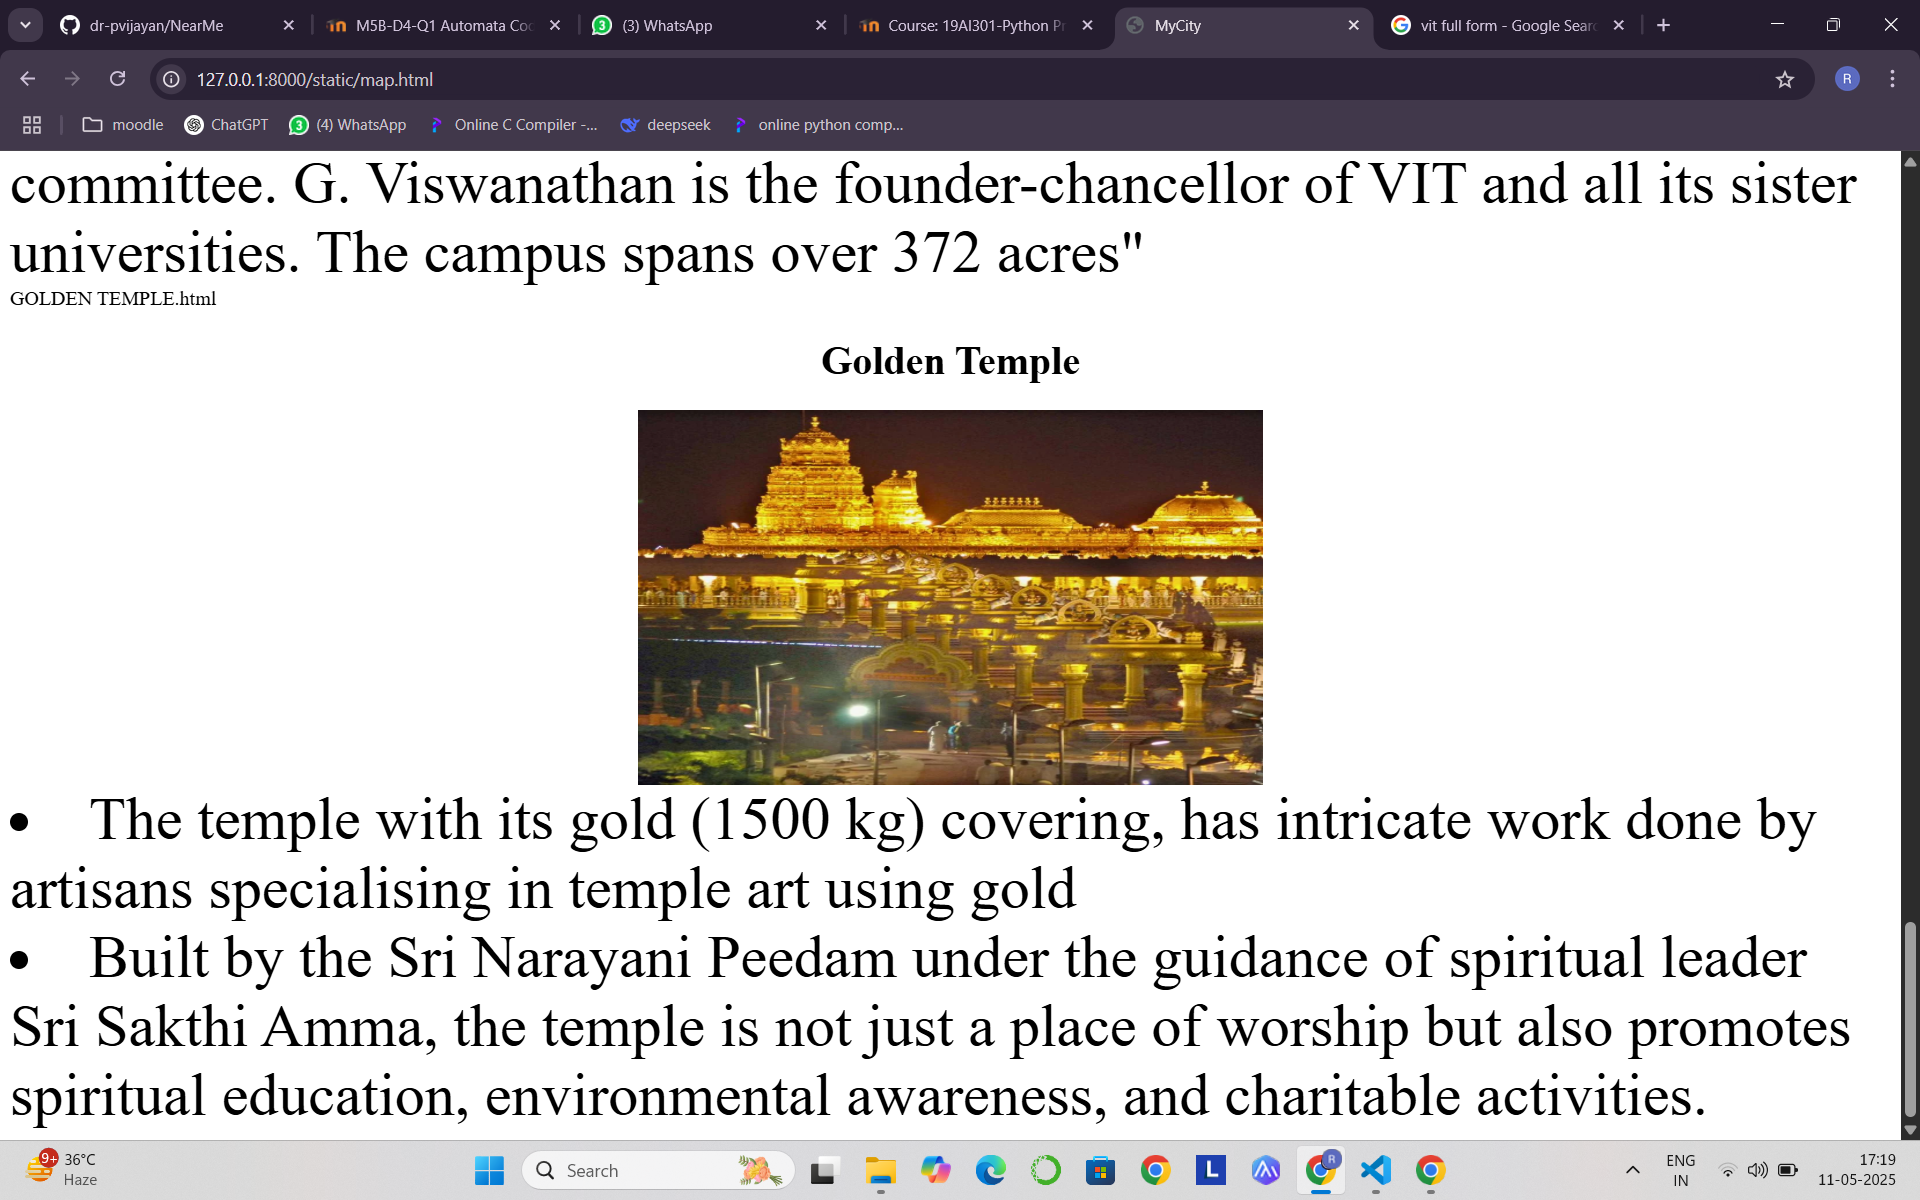 dr-pvijayan/NearMe
M5B-D4-Q1 Automata Coc
(3) WhatsApp
Course: 19AI301-Python Pr
MyCity
vit full form - Google Searc
127.0.0.1:8000/static/map.html
R
moodle
ChatGPT
(4) WhatsApp
Online C Compiler -...
deepseek
online python comp...
committee. G. Viswanathan is the founder-chancellor of VIT and all its sister
universities. The campus spans over 372 acres"
GOLDEN TEMPLE.html
Golden Temple
• The temple with its gold (1500 kg) covering, has intricate work done by
artisans specialising in temple art using gold
• Built by the Sri Narayani Peedam under the guidance of spiritual leader
Sri Sakthi Amma, the temple is not just a place of worship but also promotes
spiritual education, environmental awareness, and charitable activities.
9+
36°C
Haze
Search
L
R
ENG
IN
17:19
11-05-2025